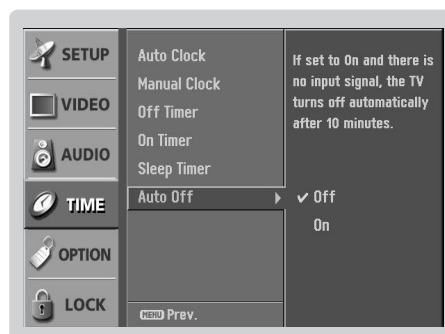 SETUP
VIDEO
AUDIO
TIME
OPTION
LOCK
Auto Clock
Manual Clock
Off Timer
On Timer
Sleep Timer
Auto Off
MENU Prev.
If set to On and there is
no input signal, the TV
turns off automatically
after 10 minutes.
Off
On